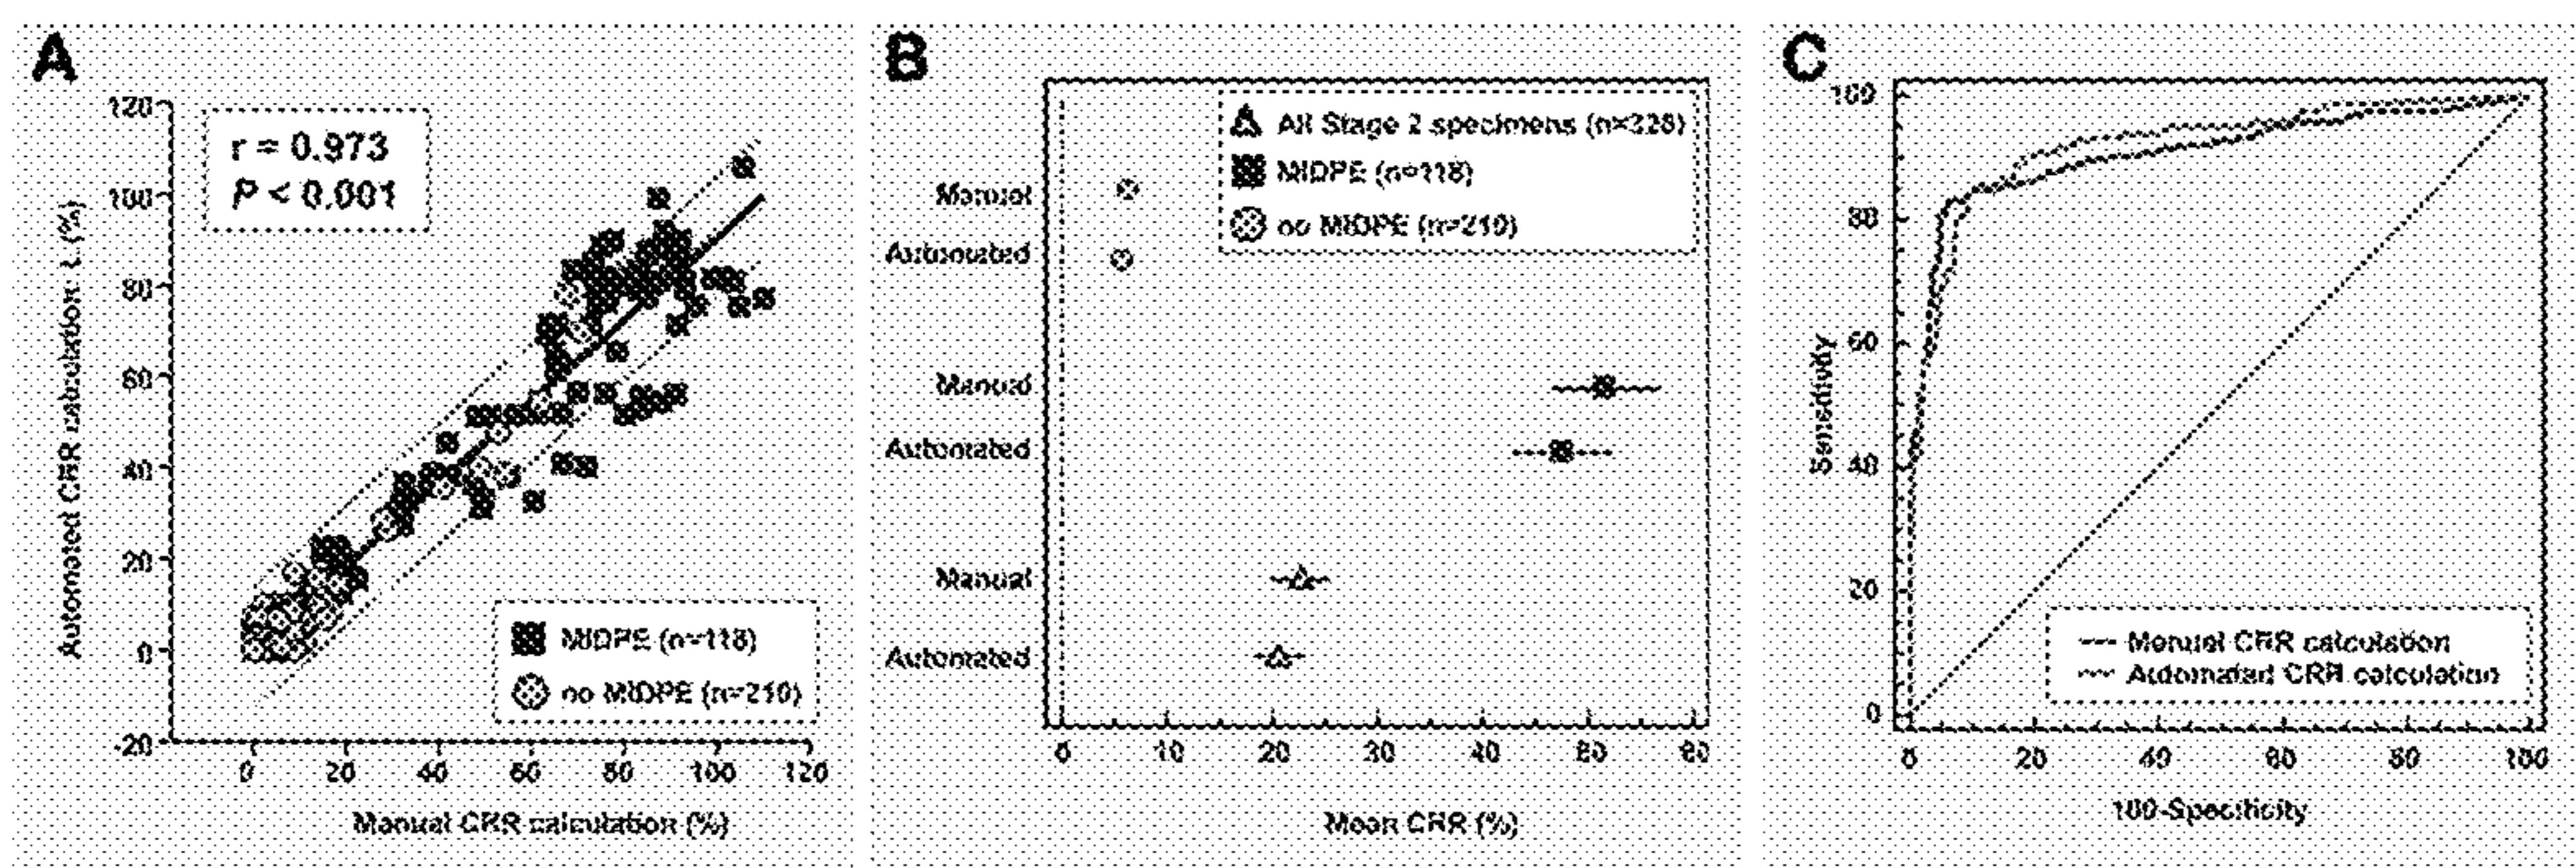 A
r = 0.973
P < 0.001
120
100
80
60
40
20
0
-20
0 20 40 60 80 100 120
Automated CRR calculation (%)
Manual CRR calculation (%)
MIDPE (n=118)
no MIDPE (n=210)
B
All Stage 2 specimens (n=328)
MIDPE (n=118)
no MIDPE (n=210)
Manual
Automated
Manual
Automated
Manual
Automated
0 10 20 30 40 50 60
Mean CRR (%)
C
100
80
60
40
20
0
0 20 40 60 80 100
Sensitivity
100-Specificity
Manual CRR calculation
Automated CRR calculation